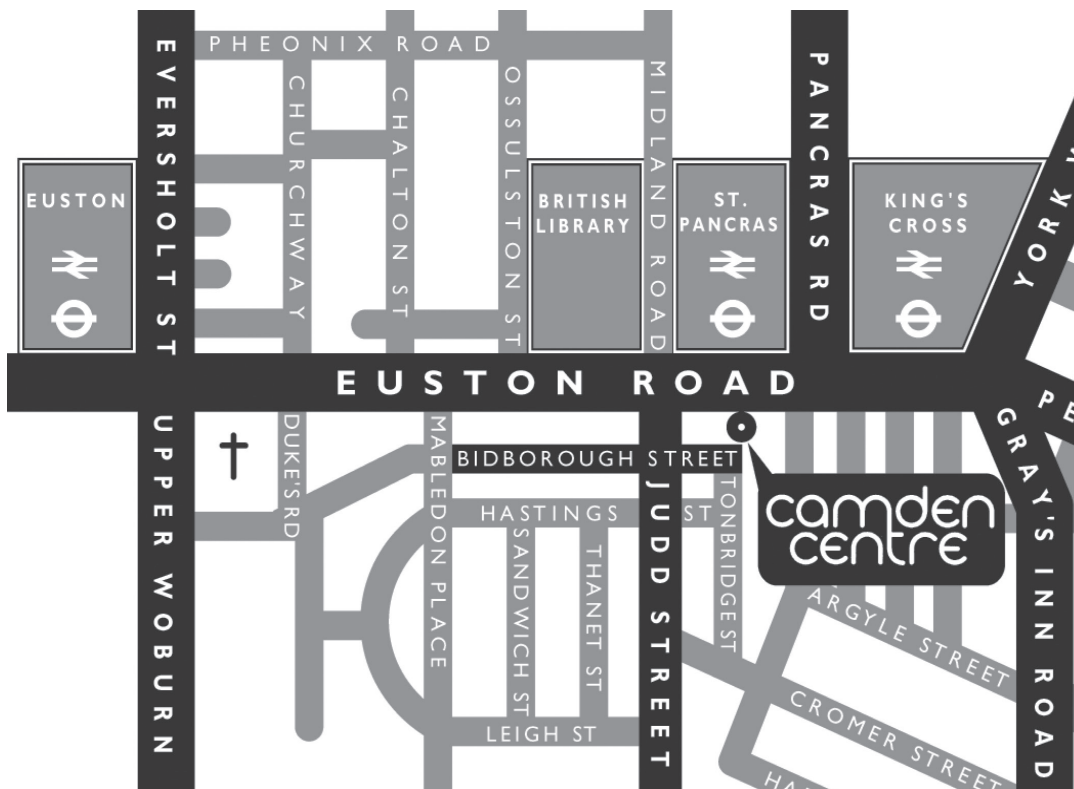 PHEONIX ROAD
EVERSHOLT ST
CHURCHWAY
CHALTON ST
OSSULSTON ST
MIDLAND ROAD
PANCRAS RD
YORK
EUSTON
BRITISH
LIBRARY
ST.
PANCRAS
KING'S
CROSS
EUSTON ROAD
UPPER WOBURN
DUKE'S RD
MABLEDON PLACE
BIDBOROUGH STREET
HASTINGS ST
SANDWICH ST
THANET ST
LEIGH ST
JUDD STREET
TONBRIDGE ST
camden
centre
ARGYLE STREET
CROMER STREET
GRAY'S INN ROAD